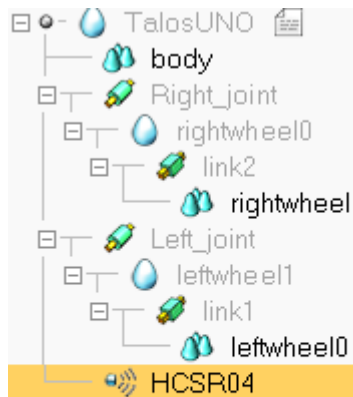 TalosUNO
body
Right_joint
rightwheel0
link2
rightwheel
Left_joint
leftwheel1
link1
leftwheel0
HCSR04